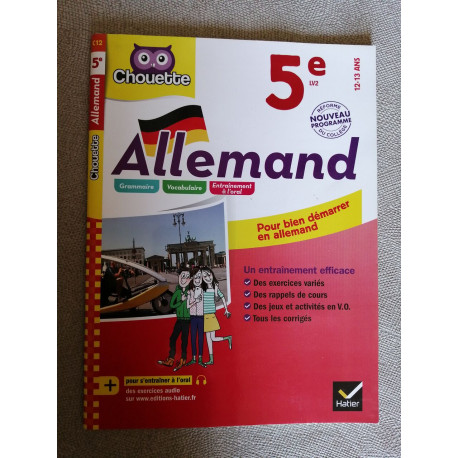 C12
5e
Allemand
Chouette
Chouette
5e
LV2
12-13 ANS
RÉFORME
NOUVEAU
PROGRAMME
DU COLLÈGE
Allemand
Grammaire
Vocabulaire
Entraînement
à l'oral
Pour bien démarrer
en allemand
Un entraînement efficace
Des exercices variés
Des rappels de cours
Des jeux et activités en V.O.
Tous les corrigés
+
pour s'entraîner à l'oral
des exercices audio
sur www.editions-hatier.fr
Hatier